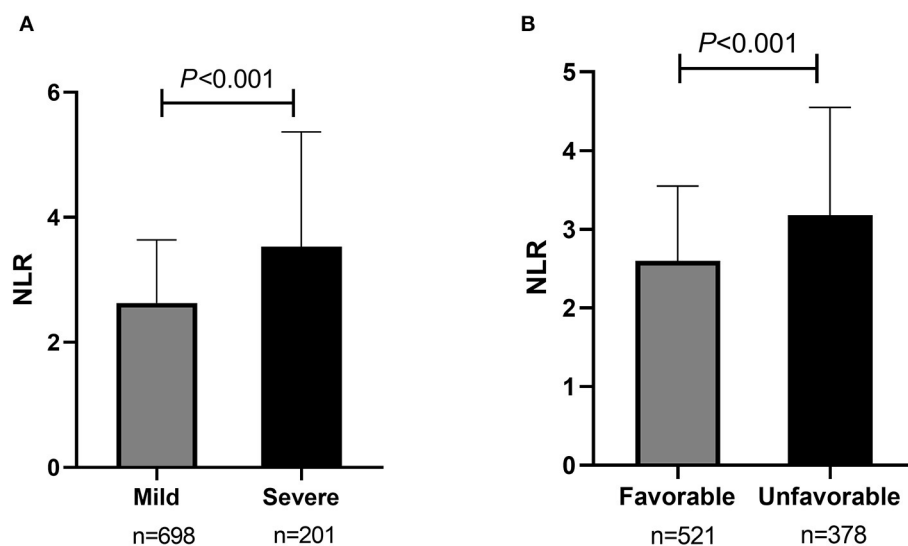 A
P<0.001
6
4
2
0
NLR
Mild
Severe
n=698
n=201
B
P<0.001
5
4
3
2
1
0
NLR
Favorable
Unfavorable
n=521
n=378